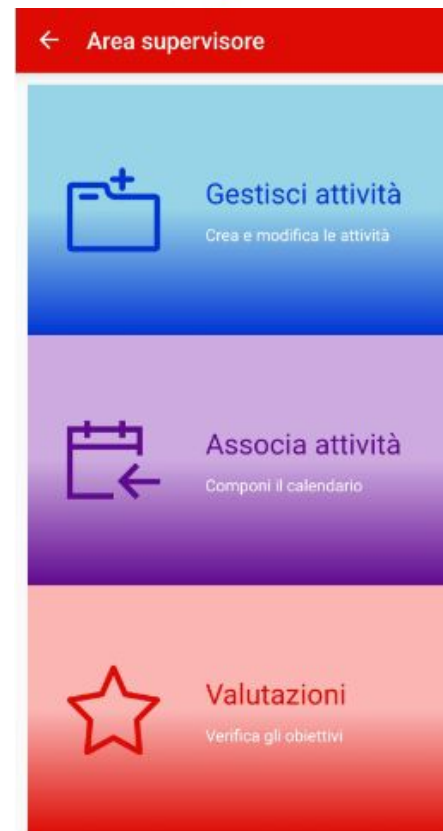 Area supervisore
Gestisci attività
Crea e modifica le attività
Associa attività
Componi il calendario
Valutazioni
Verifica gli obiettivi